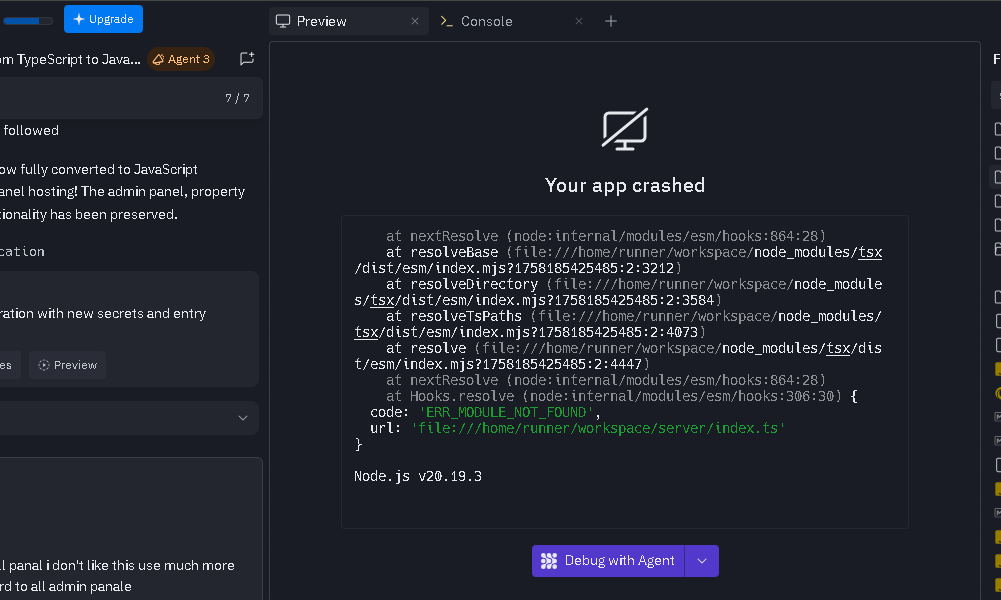 Upgrade
Preview
Console
om TypeScript to Java...
Agent 3
7 / 7
followed
ow fully converted to JavaScript
anel hosting! The admin panel, property
tionality has been preserved.
cation
ration with new secrets and entry
es
Preview
l panal i don't like this use much more
rd to all admin panale
Your app crashed
at nextResolve (node:internal/modules/esm/hooks:864:28)
at resolveBase (file:///home/runner/workspace/node_modules/tsx
/dist/esm/index.mjs?1758185425485:2:3212)
at resolveDirectory (file:///home/runner/workspace/node_module
s/tsx/dist/esm/index.mjs?1758185425485:2:3584)
at resolveTsPaths (file:///home/runner/workspace/node_modules/
tsx/dist/esm/index.mjs?1758185425485:2:4073)
at resolve (file:///home/runner/workspace/node_modules/tsx/dis
t/esm/index.mjs?1758185425485:2:4447)
at nextResolve (node:internal/modules/esm/hooks:864:28)
at Hooks.resolve (node:internal/modules/esm/hooks:306:30) {
code: 'ERR_MODULE_NOT_FOUND',
url: 'file:///home/runner/workspace/server/index.ts'
}
Node.js v20.19.3
Debug with Agent
F